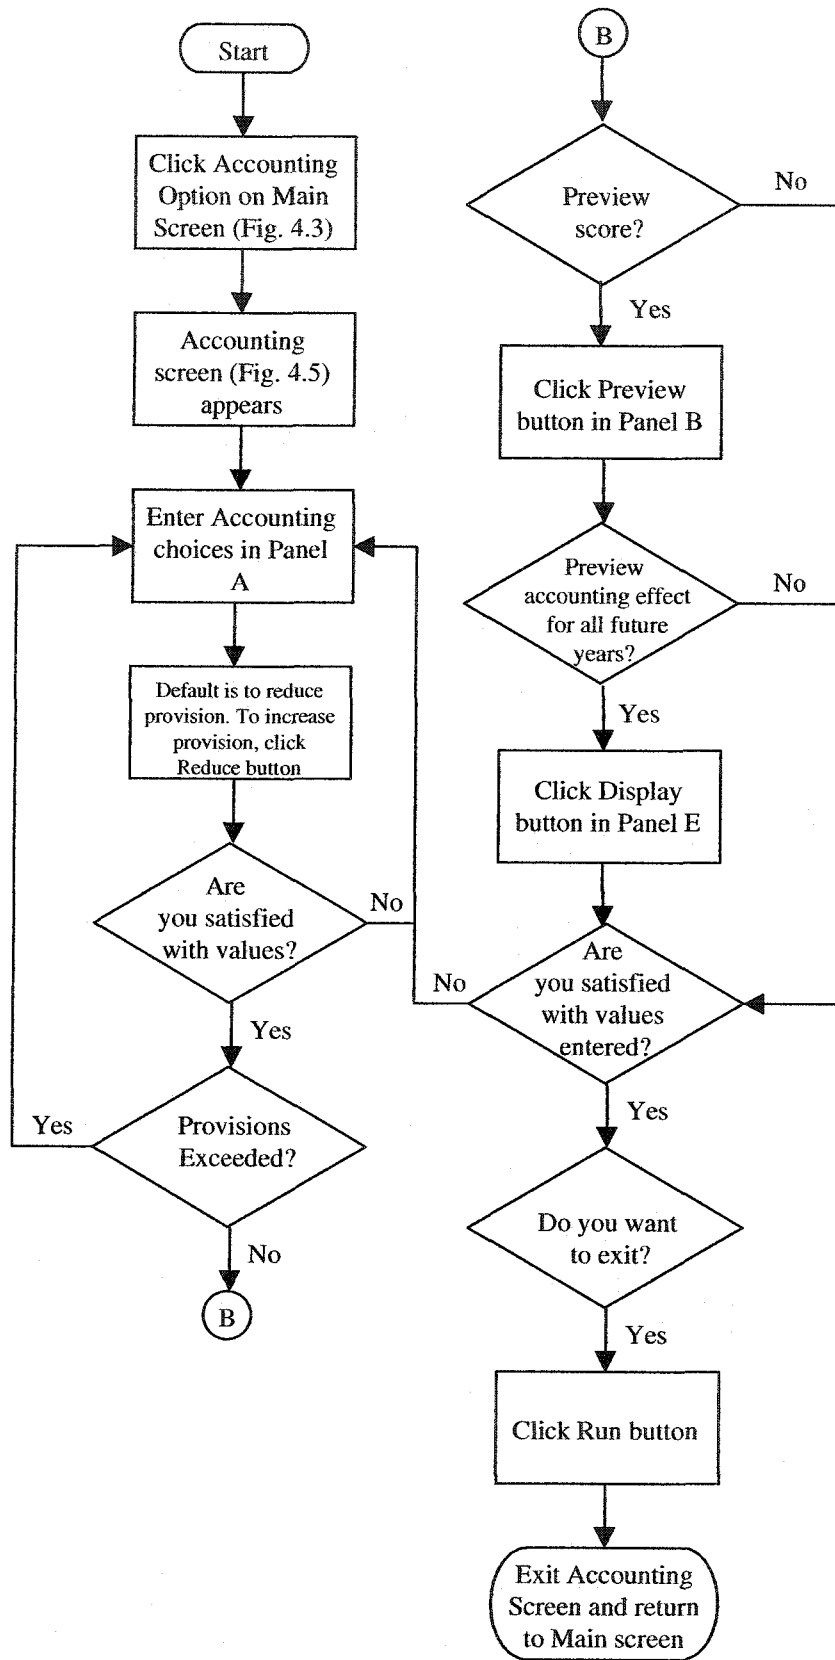 Start
Click Accounting
Option on Main
Screen (Fig. 4.3)
Accounting
screen (Fig. 4.5)
appears
Enter Accounting
choices in Panel
A
Default is to reduce
provision. To increase
provision, click
Reduce button
Are
you satisfied
with values?
No
Yes
Provisions
Exceeded?
Yes
No
B
B
Preview
score?
No
Yes
Click Preview
button in Panel B
Preview
accounting effect
for all future
years?
No
Yes
Click Display
button in Panel E
Are
you satisfied
with values
entered?
No
Yes
Do you want
to exit?
Yes
Click Run button
Exit Accounting
Screen and return
to Main screen